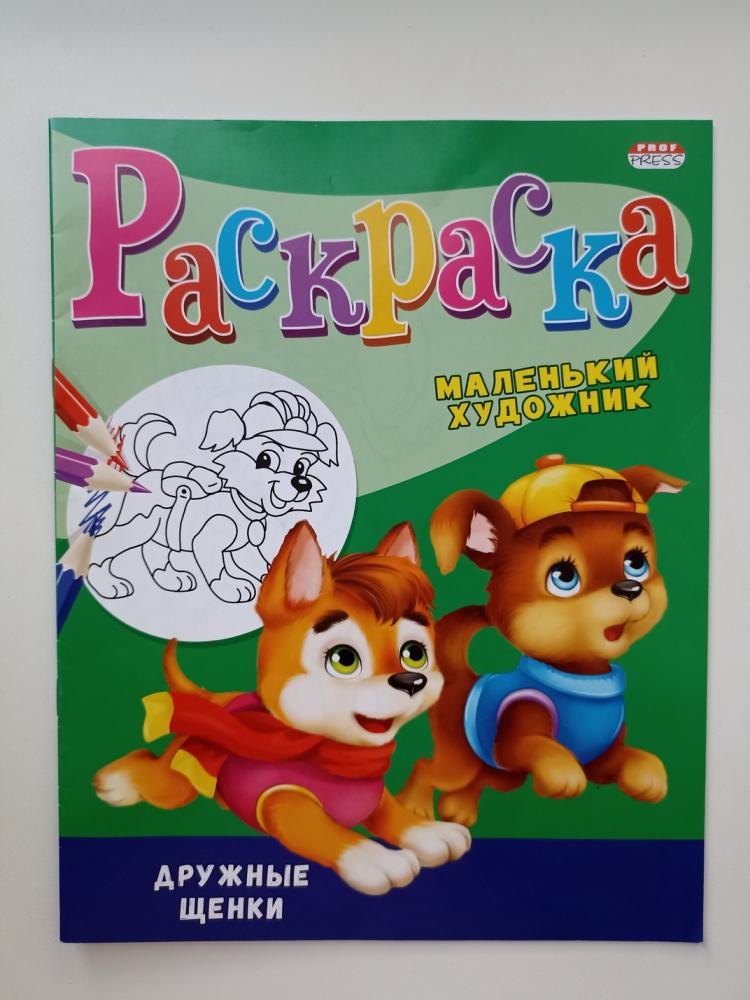 PROF
PRESS
Раскраска
МАЛЕНЬКИЙ
ХУДОЖНИК
ДРУЖНЫЕ
ЩЕНКИ